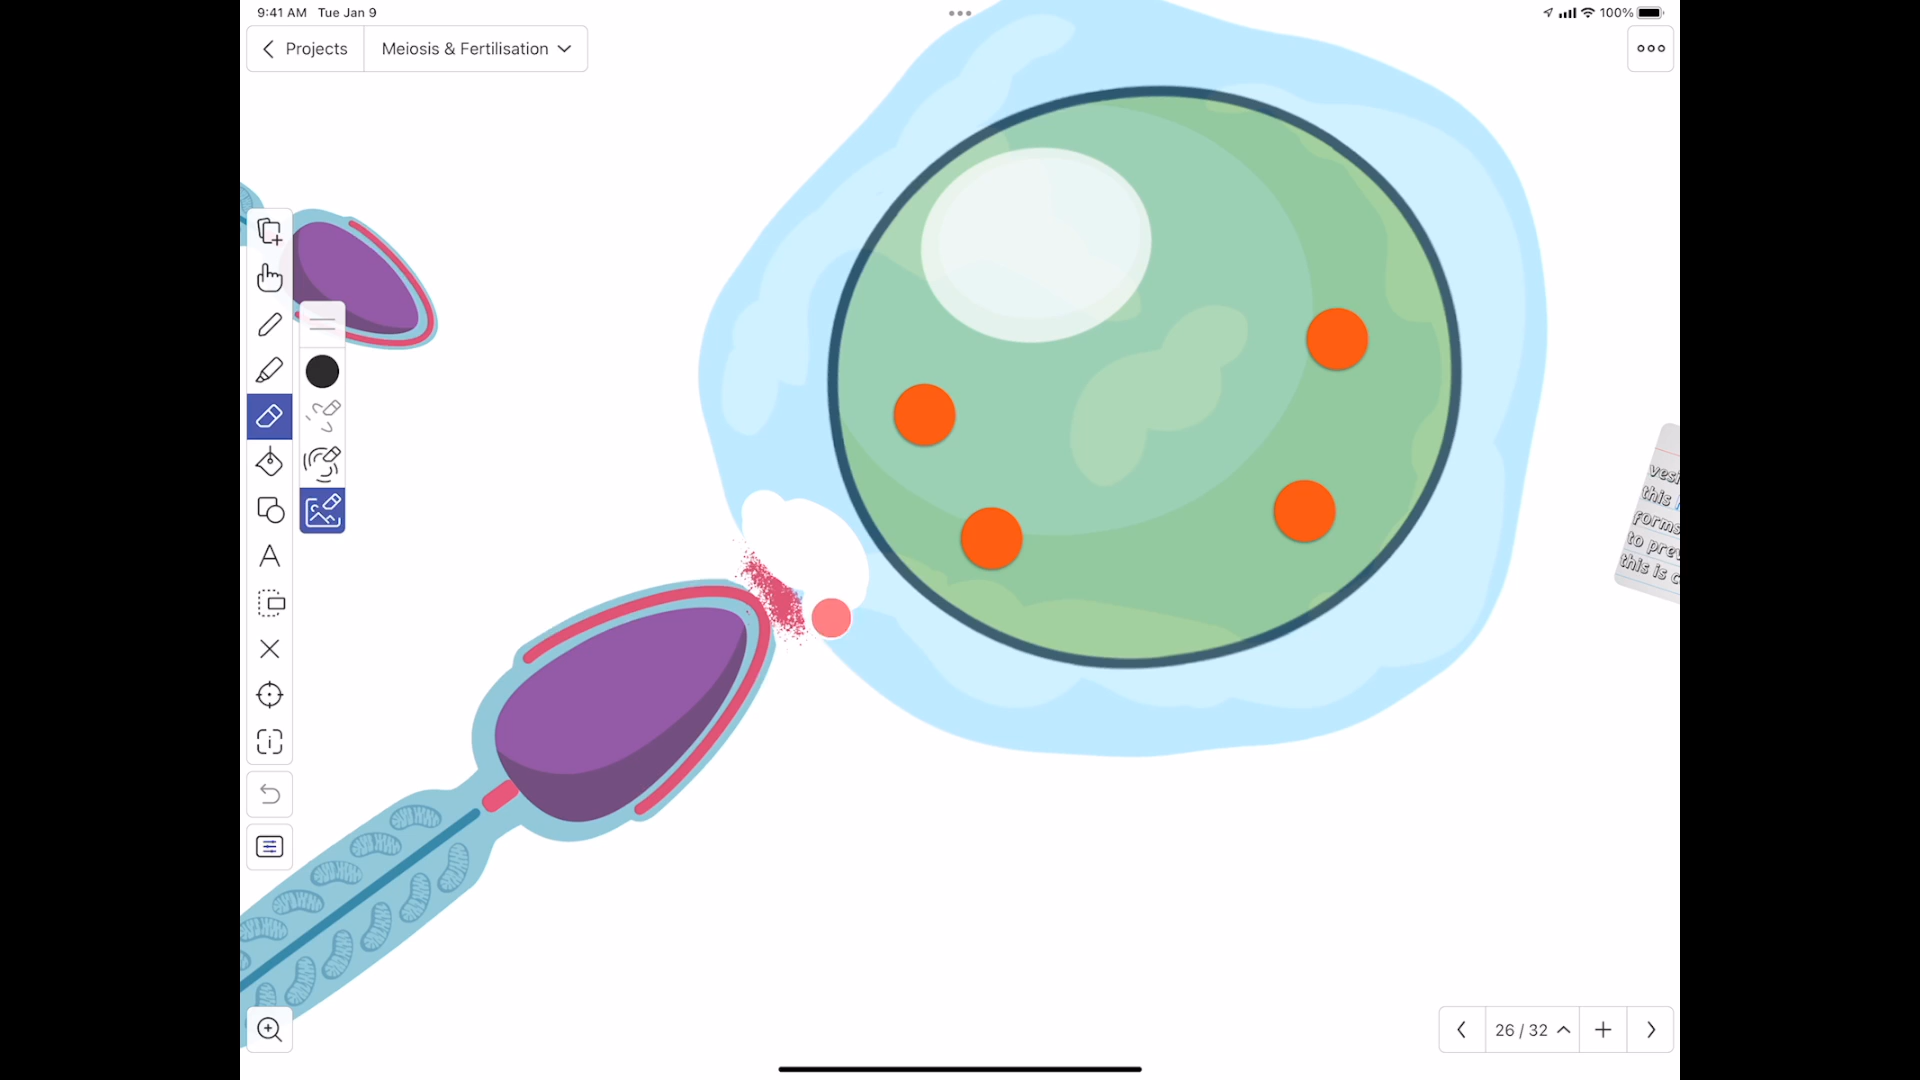 9:41 AM Tue Jan 9
100%
Projects
Meiosis & Fertilisation
this
forms
this is c
26 / 32